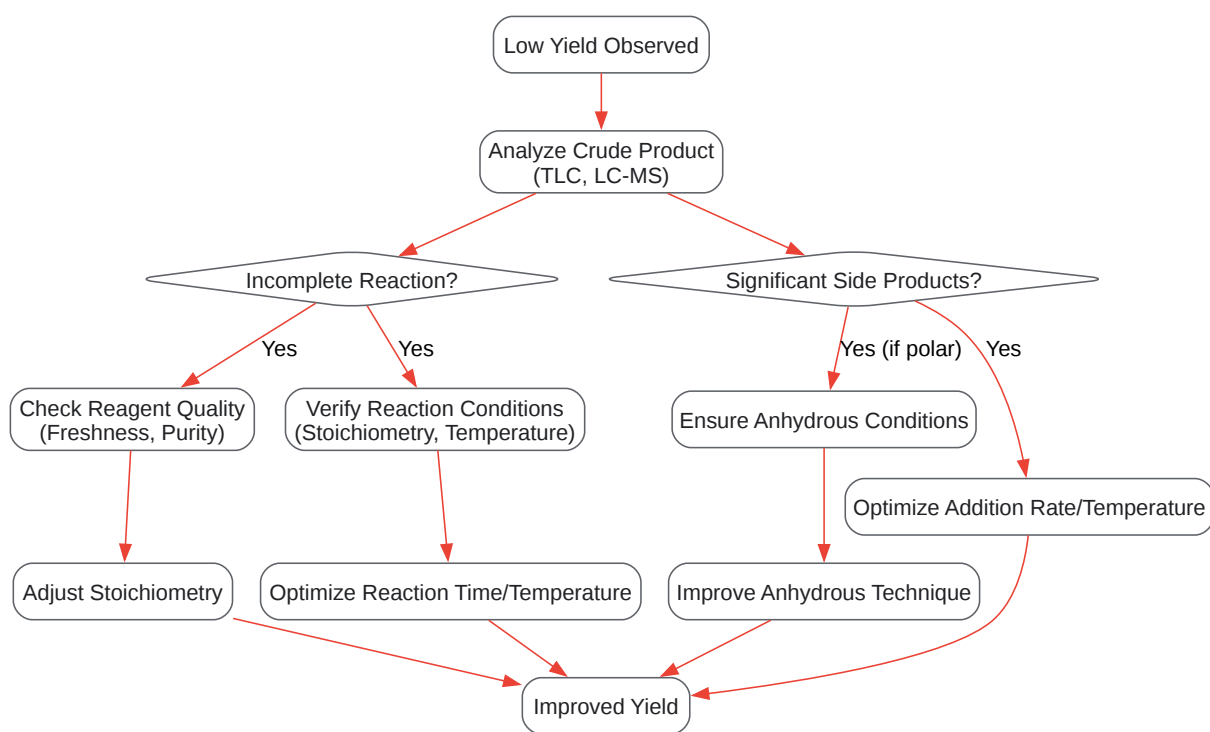 Low Yield Observed
Analyze Crude Product
(TLC, LC-MS)
Incomplete Reaction?
Significant Side Products?
Yes
Yes
Yes (if polar)
Yes
Check Reagent Quality
(Freshness, Purity)
Verify Reaction Conditions
(Stoichiometry, Temperature)
Ensure Anhydrous Conditions
Optimize Addition Rate/Temperature
Adjust Stoichiometry
Optimize Reaction Time/Temperature
Improve Anhydrous Technique
Improved Yield